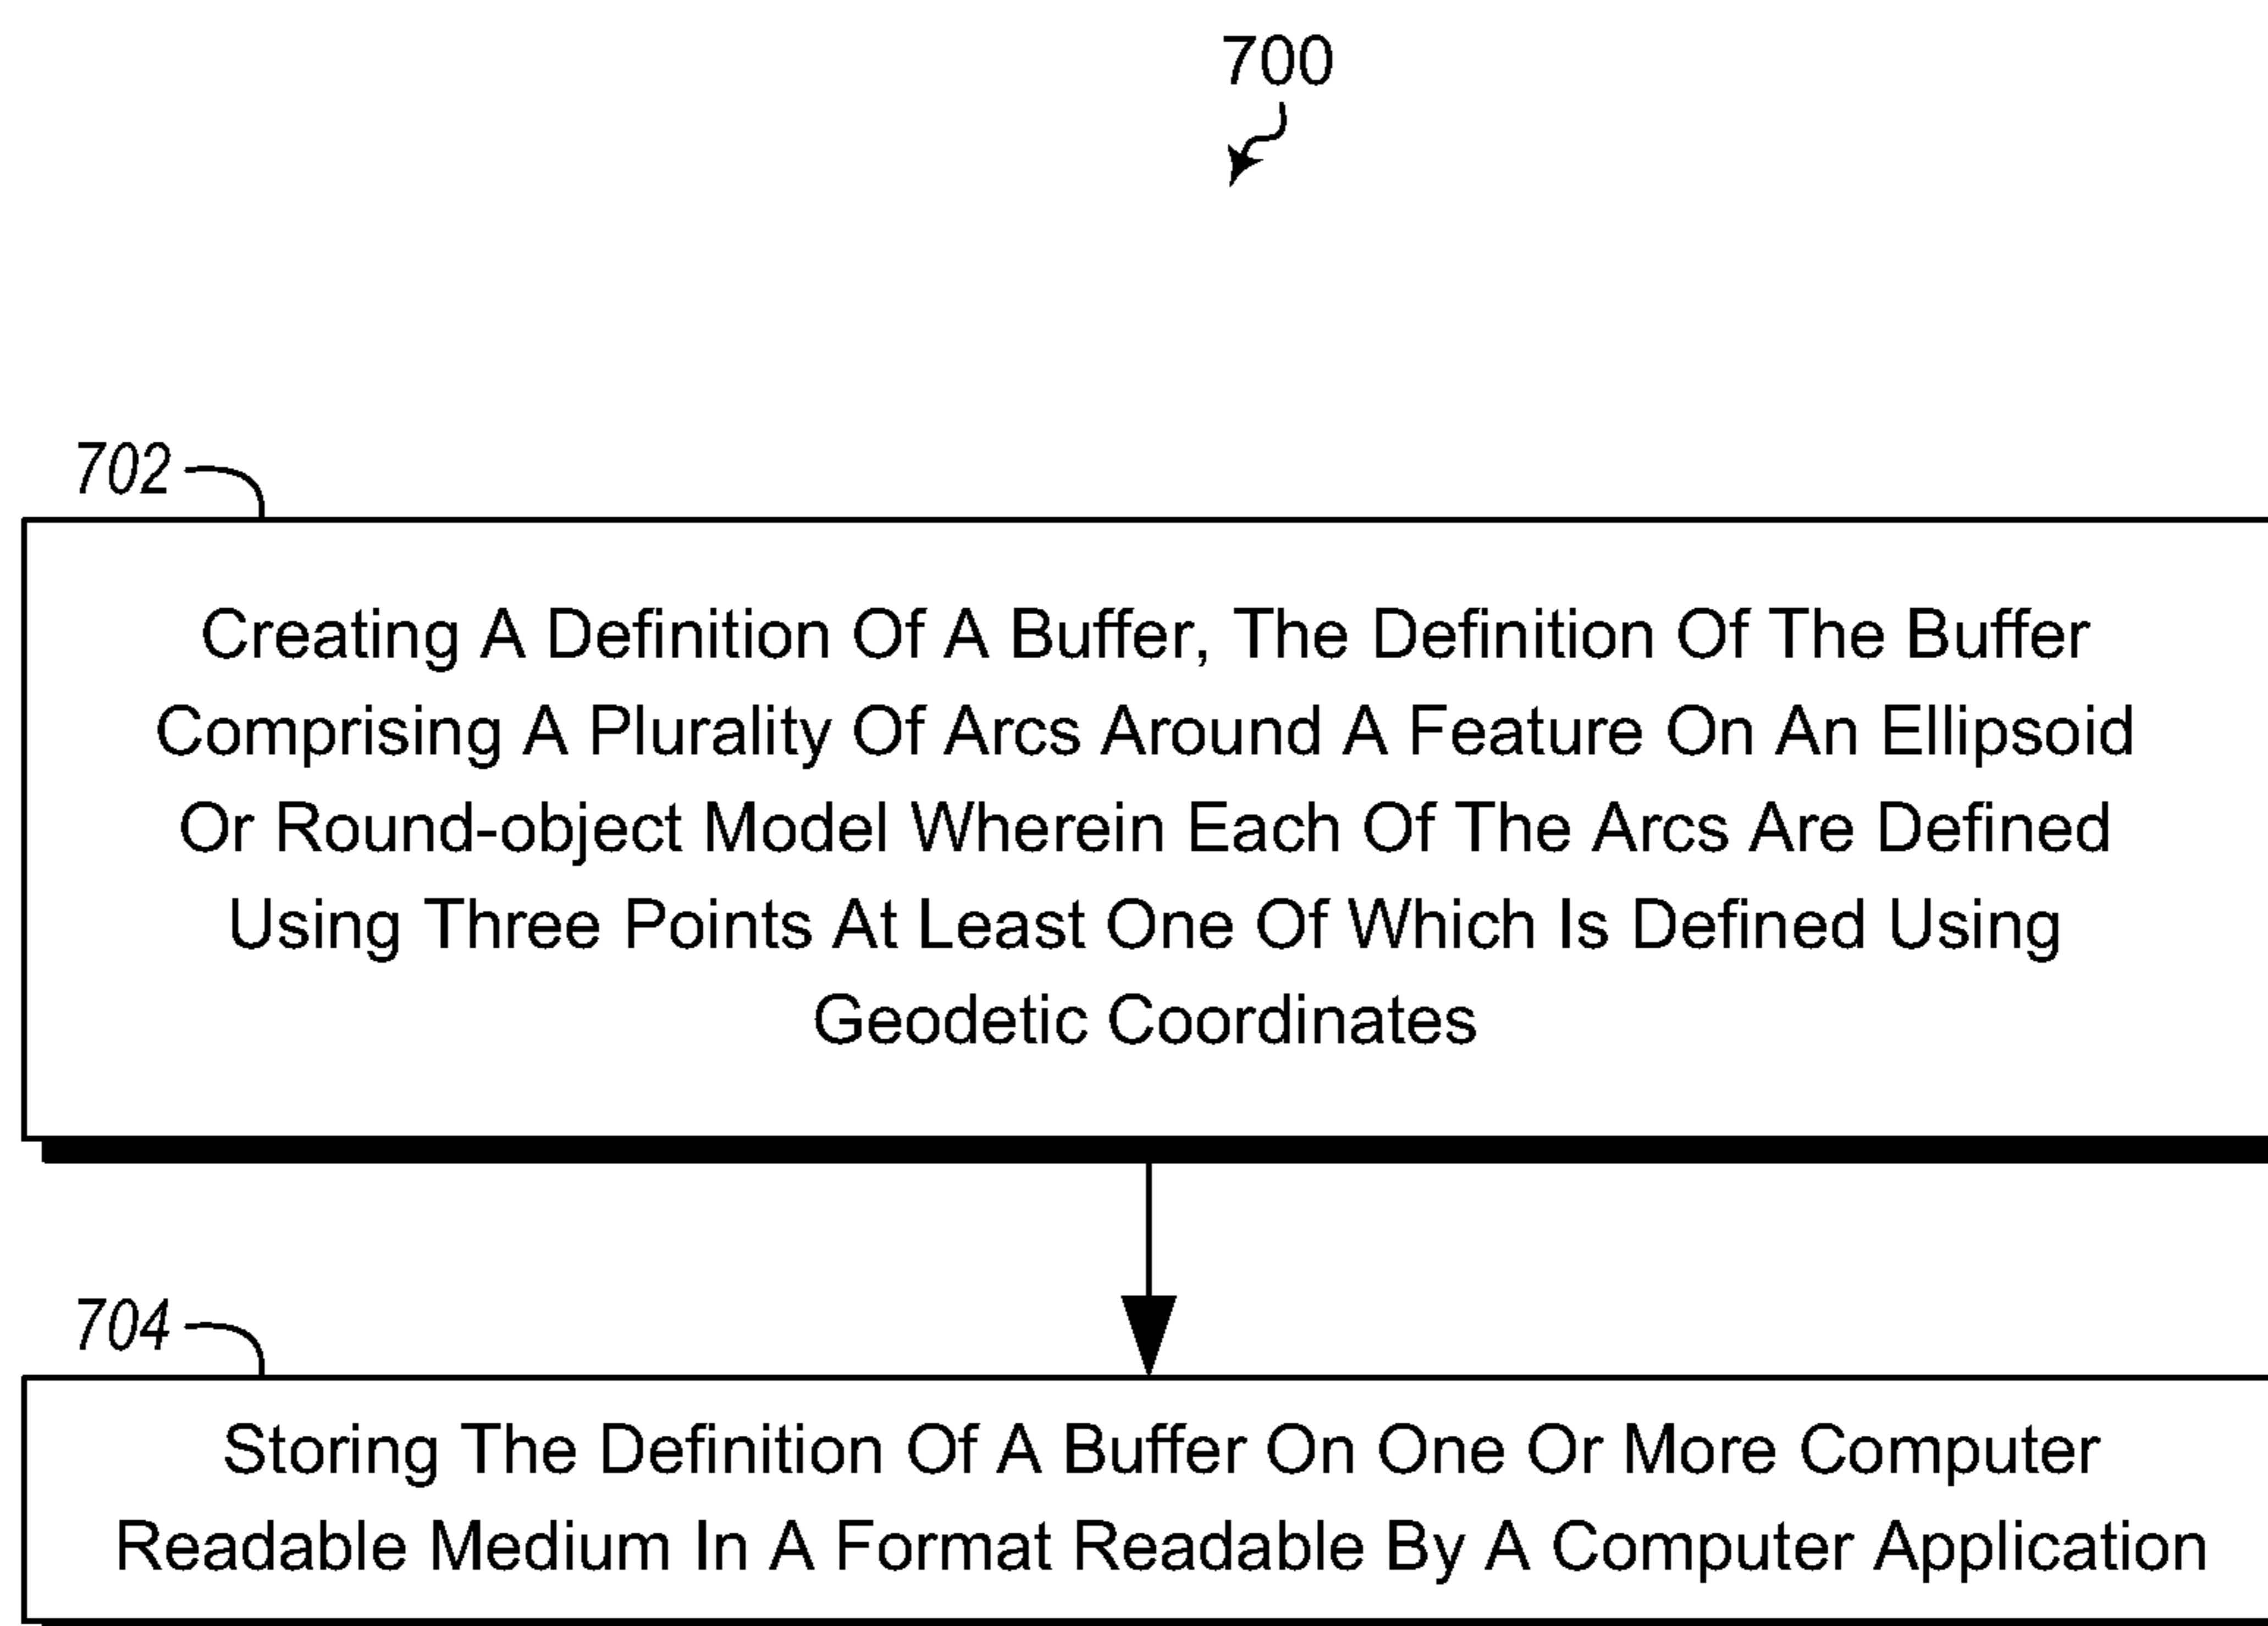 700
702
Creating A Definition Of A Buffer, The Definition Of The Buffer
Comprising A Plurality Of Arcs Around A Feature On An Ellipsoid
Or Round-object Model Wherein Each Of The Arcs Are Defined
Using Three Points At Least One Of Which Is Defined Using
Geodetic Coordinates
704
Storing The Definition Of A Buffer On One Or More Computer
Readable Medium In A Format Readable By A Computer Application